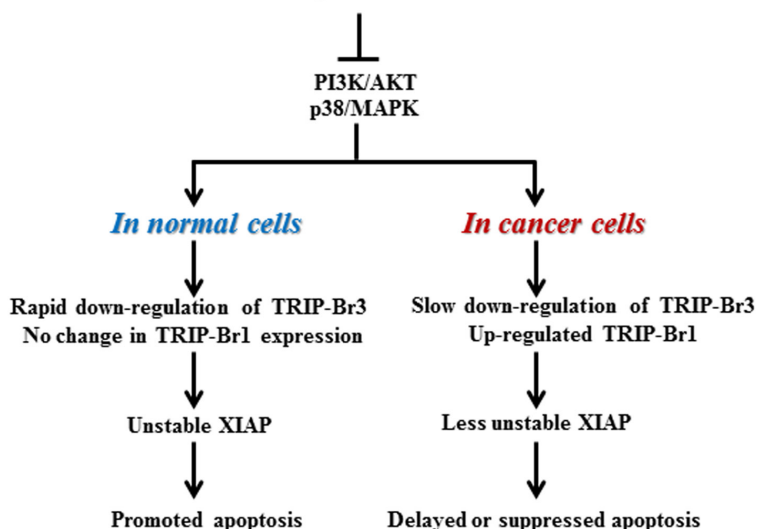 PI3K/AKT
p38/MAPK
In normal cells
In cancer cells
Rapid down-regulation of TRIP-Br3
No change in TRIP-Br1 expression
Slow down-regulation of TRIP-Br3
Up-regulated TRIP-Br1
Unstable XIAP
Less unstable XIAP
Promoted apoptosis
Delayed or suppressed apoptosis